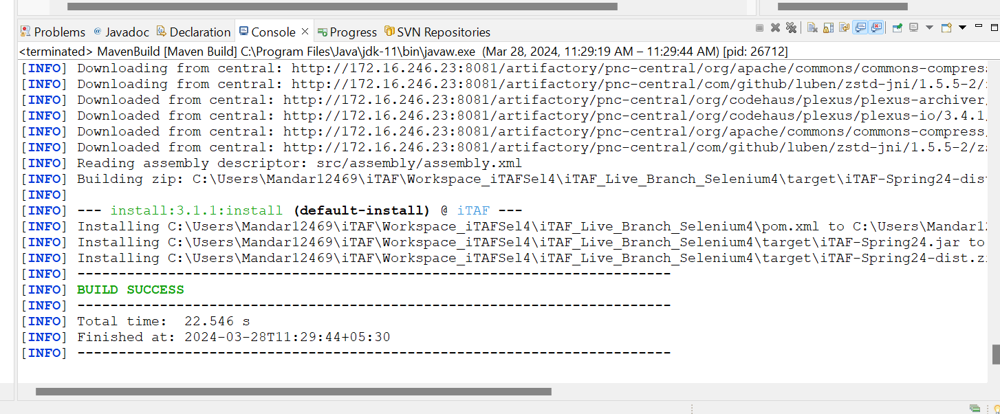 Problems @ Javadoc Declaration Console Progress SVN Repositories
<terminated> MavenBuild [Maven Build] C:\Program Files\Java\jdk-11\bin\javaw.exe (Mar 28, 2024, 11:29:19 AM – 11:29:44 AM) [pid: 26712]
[INFO] Downloading from central: http://172.16.246.23:8081/artifactory/pnc-central/org/apache/commons/commons-compres
[INFO] Downloading from central: http://172.16.246.23:8081/artifactory/pnc-central/com/github/luben/zstd-jni/1.5.5-2/
[INFO] Downloaded from central: http://172.16.246.23:8081/artifactory/pnc-central/org/codehaus/plexus/plexus-archiver/
[INFO] Downloaded from central: http://172.16.246.23:8081/artifactory/pnc-central/org/codehaus/plexus/plexus-io/3.4.1/
[INFO] Downloaded from central: http://172.16.246.23:8081/artifactory/pnc-central/org/apache/commons/commons-compress
[INFO] Downloaded from central: http://172.16.246.23:8081/artifactory/pnc-central/com/github/luben/zstd-jni/1.5.5-2/z
[INFO] Reading assembly descriptor: src/assembly/assembly.xml
[INFO] Building zip: C:\Users\Mandar12469\iTAF\Workspace_iTAFSel4\iTAF_Live_Branch_Selenium4\target\iTAF-Spring24-dist
[INFO]
[INFO] --- install:3.1.1:install (default-install) @ iTAF ---
[INFO] Installing C:\Users\Mandar12469\iTAF\Workspace_iTAFSel4\iTAF_Live_Branch_Selenium4\pom.xml to C:\Users\Mandar1
[INFO] Installing C:\Users\Mandar12469\iTAF\Workspace_iTAFSel4\iTAF_Live_Branch_Selenium4\target\iTAF-Spring24.jar to
[INFO] Installing C:\Users\Mandar12469\iTAF\Workspace_iTAFSel4\iTAF_Live_Branch_Selenium4\target\iTAF-Spring24-dist.z
[INFO] ------------------------------------------------------------------------
[INFO] BUILD SUCCESS
[INFO] ------------------------------------------------------------------------
[INFO] Total time:  22.546 s
[INFO] Finished at: 2024-03-28T11:29:44+05:30
[INFO] ------------------------------------------------------------------------